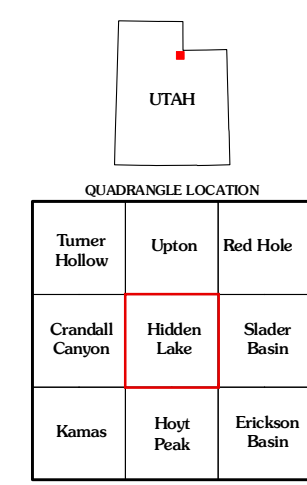 UTAH
QUADRANGLE LOCATION
Turner
Hollow
Upton
Red Hole
Crandall
Canyon
Hidden
Lake
Slader
Basin
Kamas
Hoyt
Peak
Erickson
Basin